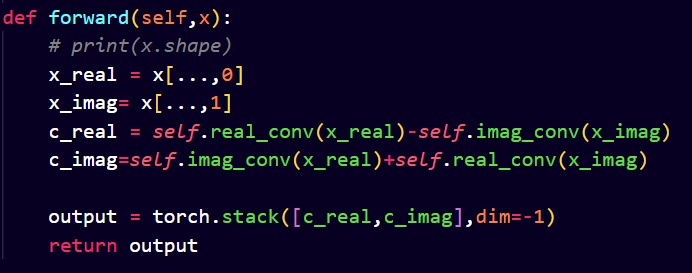 def forward(self,x):
    # print(x.shape)
    x_real = x[...,0]
    x_imag= x[...,1]
    c_real = self.real_conv(x_real)-self.imag_conv(x_imag)
    c_imag=self.imag_conv(x_real)+self.real_conv(x_imag)

    output = torch.stack([c_real,c_imag],dim=-1)
    return output